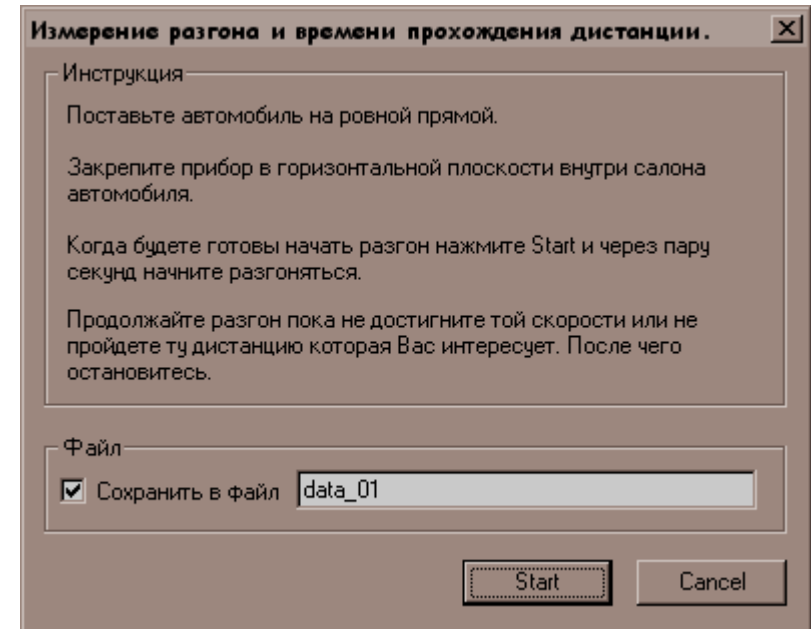 Измерение разгона и времени прохождения дистанции.
Инструкция
Поставьте автомобиль на ровной прямой.
Закрепите прибор в горизонтальной плоскости внутри салона
автомобиля.
Когда будете готовы начать разгон нажмите Start и через пару
секунд начните разгоняться.
Продолжайте разгон пока не достигните той скорости или не
пройдете ту дистанцию которая Вас интересует. После чего
остановитесь.
Файл
Сохранить в файл data_01
Start Cancel